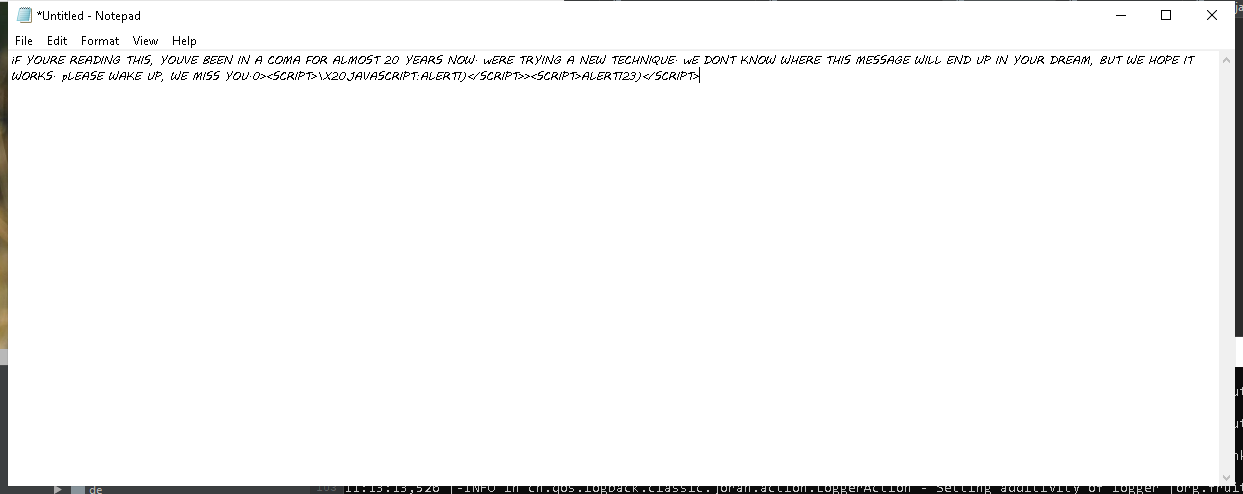 *Untitled - Notepad
File Edit Format View Help
iF YOURE READING THIS, YOUVE BEEN IN A COMA FOR ALMOST 20 YEARS NOW. wERE TRYING A NEW TECHNIQUE. wE DONT KNOW WHERE THIS MESSAGE WILL END UP IN YOUR DREAM, BUT WE HOPE IT
WORKS. pLEASE WAKE UP, WE MISS YOU.0><SCRIPT>\X20JAVASCRIPT:ALERT1)</SCRIPT>><SCRIPT>ALERT123)</SCRIPT>
de
11:13:13,520 |-INFO in ch.qos.logback.classic.joran.action.LoggerAction - Setting additivity of logger